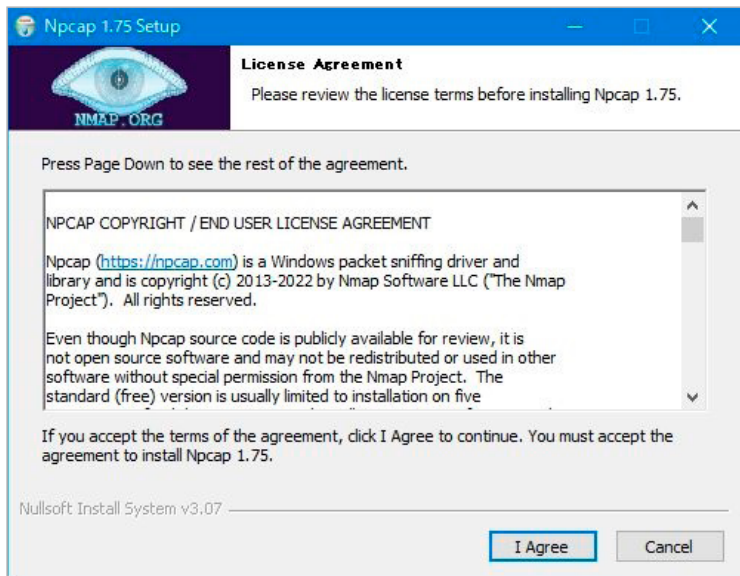 Npcap 1.75 Setup
NMAP.ORG
License Agreement
Please review the license terms before installing Npcap 1.75.
Press Page Down to see the rest of the agreement.
NPCAP COPYRIGHT / END USER LICENSE AGREEMENT
Npcap (https://npcap.com) is a Windows packet sniffing driver and
library and is copyright (c) 2013-2022 by Nmap Software LLC ("The Nmap
Project").  All rights reserved.
Even though Npcap source code is publicly available for review, it is
not open source software and may not be redistributed or used in other
software without special permission from the Nmap Project.  The
standard (free) version is usually limited to installation on five
If you accept the terms of the agreement, click I Agree to continue. You must accept the
agreement to install Npcap 1.75.
Nullsoft Install System v3.07
I Agree
Cancel